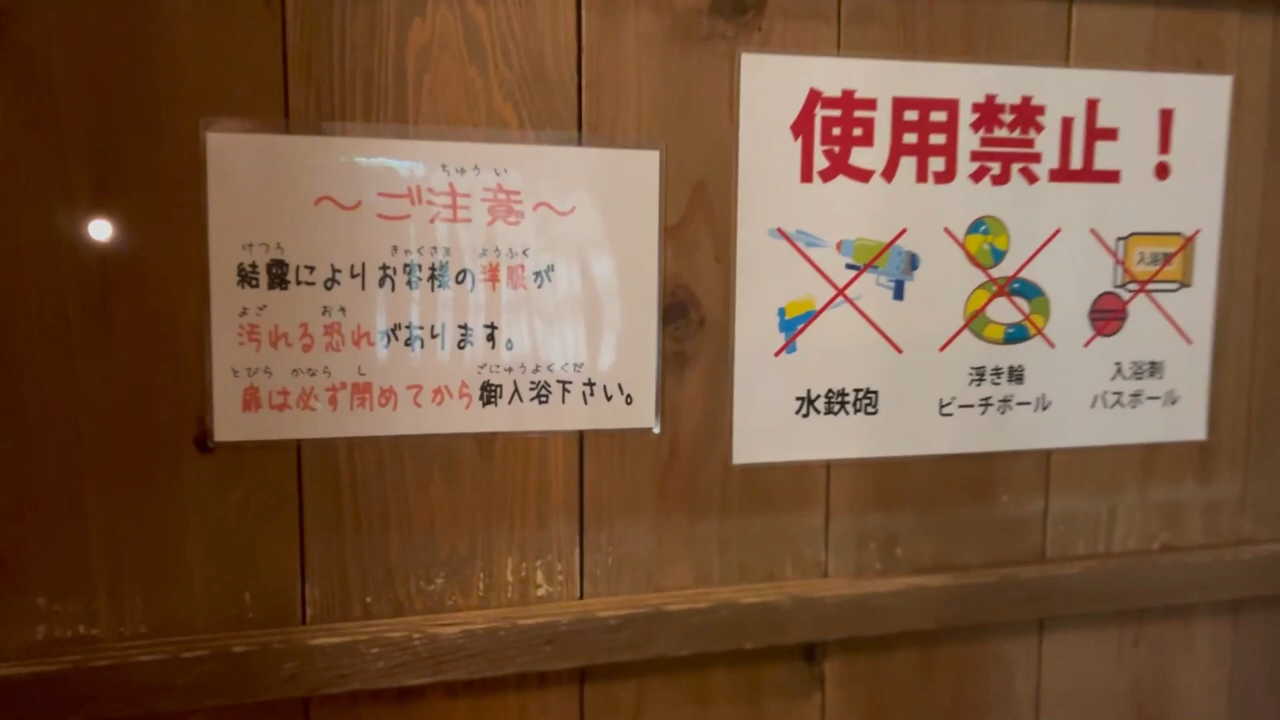 ちゅう い
～ご注意～
けつろ きゃくさま ようふく
結露によりお客様の洋服が
よご おそ
汚れる恐れがあります。
とびら かなら し ごにゅうよくくだ
扉は必ず閉めてから御入浴下さい。
使用禁止！
入浴剤
水鉄砲
浮き輪
ビーチボール
入浴剤
バスボール